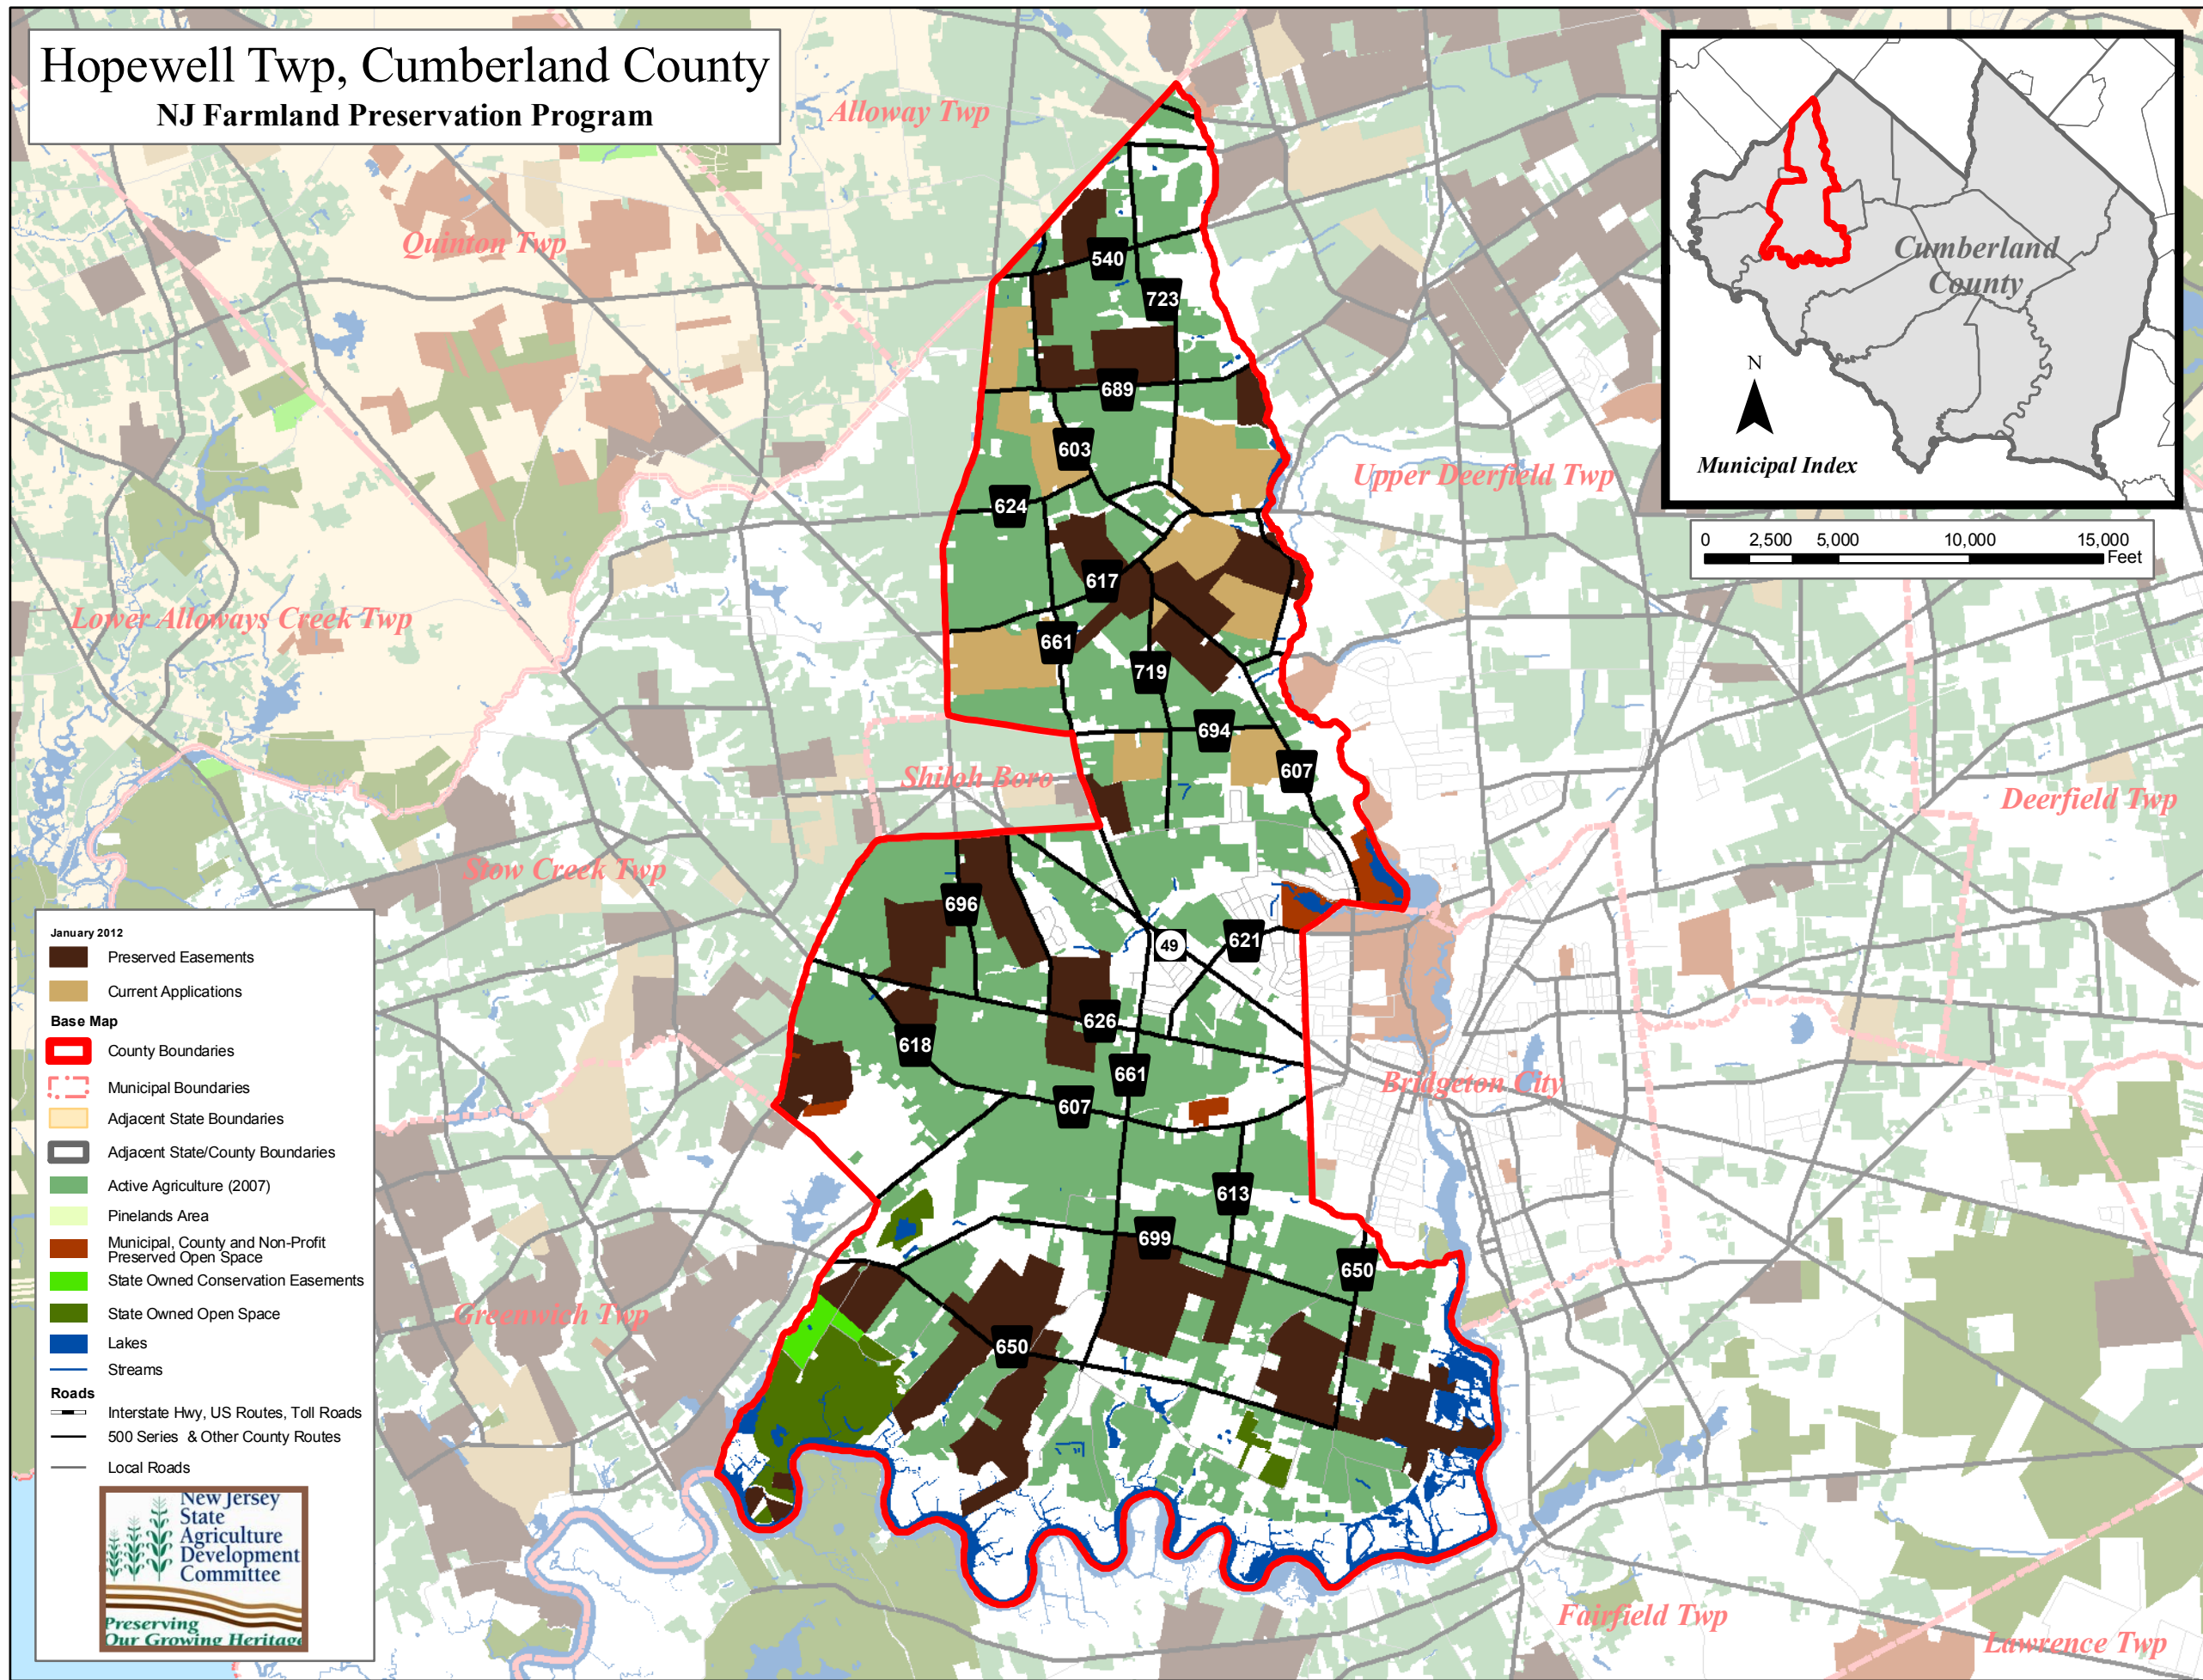 Hopewell Twp, Cumberland County
NJ Farmland Preservation Program
Alloway Twp
Quinton Twp
Lower Alloways Creek Twp
Upper Deerfield Twp
Shiloh Boro
Stow Creek Twp
Deerfield Twp
Bridgeton City
Greenwich Twp
Fairfield Twp
Lawrence Twp
540
723
689
603
624
617
661
719
694
607
696
49
621
626
618
661
607
613
699
650
650
Cumberland
County
N
Municipal Index
0 2,500 5,000 10,000 15,000
Feet
January 2012
Preserved Easements
Current Applications
Base Map
County Boundaries
Municipal Boundaries
Adjacent State Boundaries
Adjacent State/County Boundaries
Active Agriculture (2007)
Pinelands Area
Municipal, County and Non-Profit
Preserved Open Space
State Owned Conservation Easements
State Owned Open Space
Lakes
Streams
Roads
Interstate Hwy, US Routes, Toll Roads
500 Series & Other County Routes
Local Roads
New Jersey
State
Agriculture
Development
Committee
Preserving
Our Growing Heritage